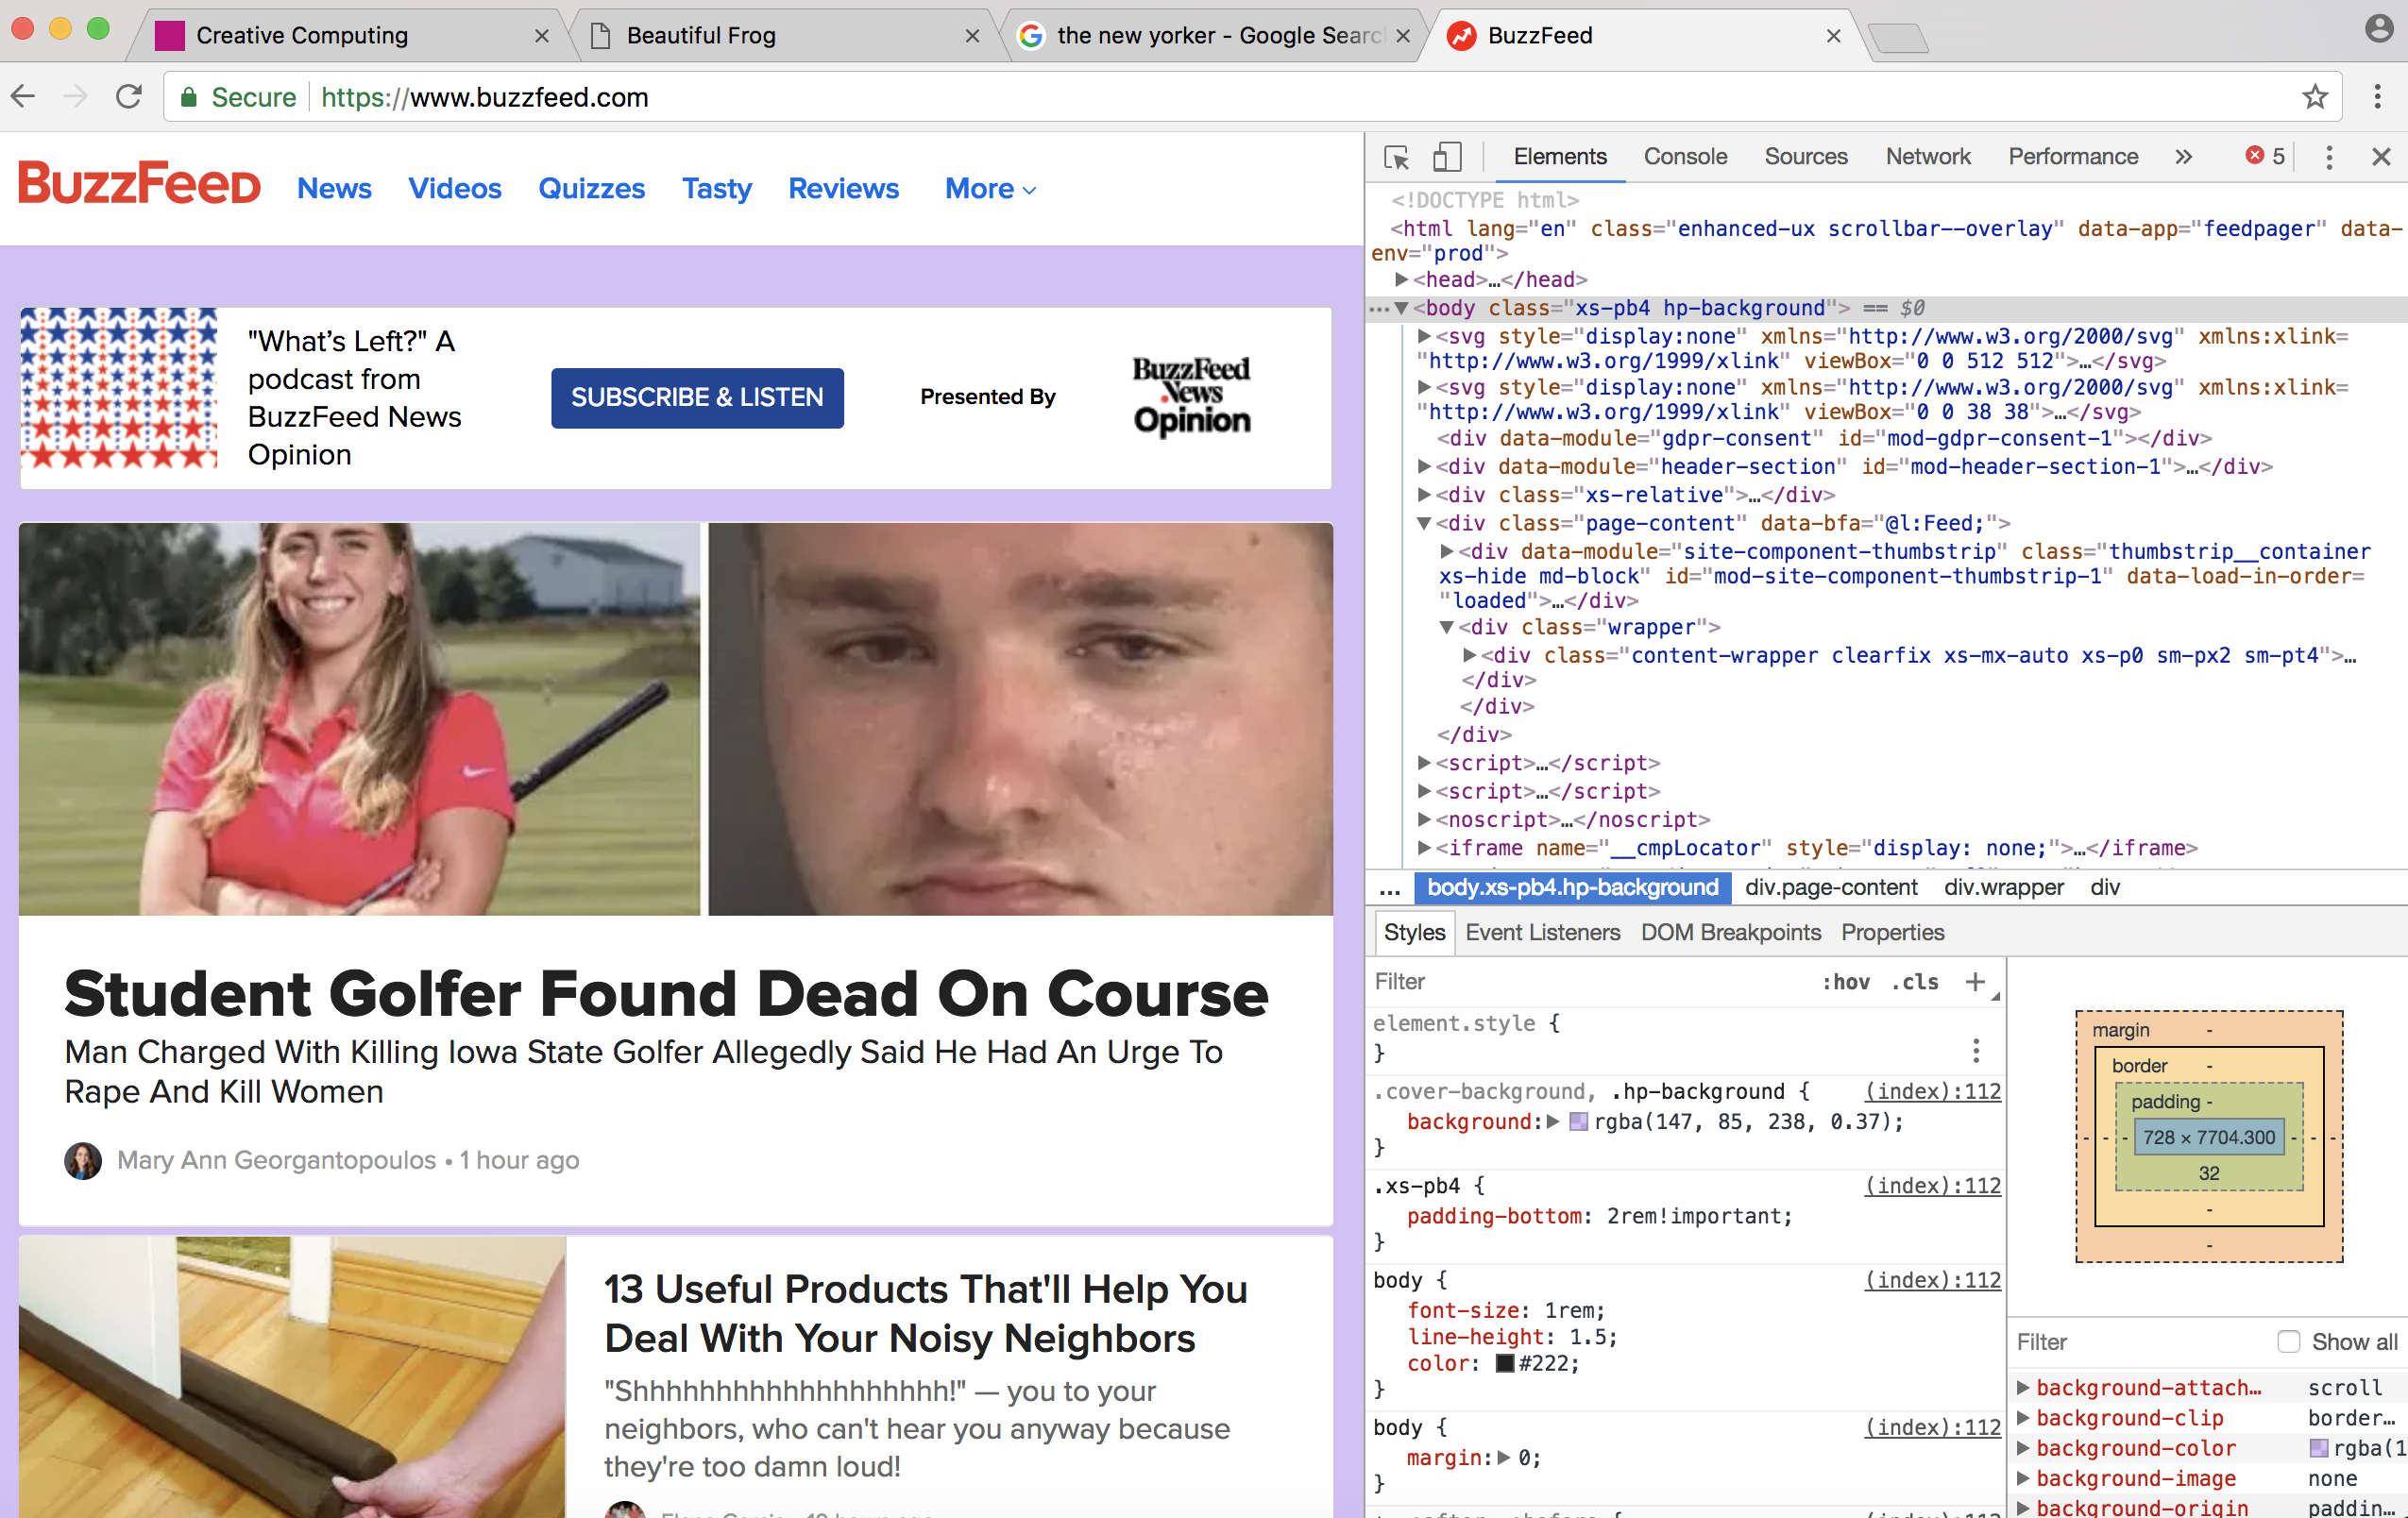 Creative Computing
Beautiful Frog
the new yorker - Google Searc
BuzzFeed
Secure https://www.buzzfeed.com
BuzzFeed News Videos Quizzes Tasty Reviews More
"What's Left?" A
podcast from
BuzzFeed News
Opinion
SUBSCRIBE & LISTEN
Presented By
BuzzFeed
News
Opinion
Student Golfer Found Dead On Course
Man Charged With Killing Iowa State Golfer Allegedly Said He Had An Urge To
Rape And Kill Women
Mary Ann Georgantopoulos • 1 hour ago
13 Useful Products That'll Help You
Deal With Your Noisy Neighbors
"Shhhhhhhhhhhhhhhhhhh!" — you to your
neighbors, who can't hear you anyway because
they're too damn loud!
Elements Console Sources Network Performance » 5
<!DOCTYPE html>
<html lang="en" class="enhanced-ux scrollbar--overlay" data-app="feedpager" data-
env="prod">
<head>…</head>
<body class="xs-pb4 hp-background"> == $0
<svg style="display:none" xmlns="http://www.w3.org/2000/svg" xmlns:xlink=
"http://www.w3.org/1999/xlink" viewBox="0 0 512 512">…</svg>
<svg style="display:none" xmlns="http://www.w3.org/2000/svg" xmlns:xlink=
"http://www.w3.org/1999/xlink" viewBox="0 0 38 38">…</svg>
<div data-module="gdpr-consent" id="mod-gdpr-consent-1"></div>
<div data-module="header-section" id="mod-header-section-1">…</div>
<div class="xs-relative">…</div>
<div class="page-content" data-bfa="@l:Feed;">
<div data-module="site-component-thumbstrip" class="thumbstrip__container
xs-hide md-block" id="mod-site-component-thumbstrip-1" data-load-in-order=
"loaded">…</div>
<div class="wrapper">
<div class="content-wrapper clearfix xs-mx-auto xs-p0 sm-px2 sm-pt4">…
</div>
</div>
</div>
<script>…</script>
<script>…</script>
<noscript>…</noscript>
<iframe name="__cmpLocator" style="display: none;">…</iframe>
... body.xs-pb4.hp-background div.page-content div.wrapper div
Styles Event Listeners DOM Breakpoints Properties
Filter :hov .cls +
element.style {
}
.cover-background, .hp-background { (index):112
background: rgba(147, 85, 238, 0.37);
}
.xs-pb4 { (index):112
padding-bottom: 2rem!important;
}
body { (index):112
font-size: 1rem;
line-height: 1.5;
color: #222;
}
body { (index):112
margin: 0;
}
margin -
border -
padding -
- - - 728 × 7704.300 - - -
32
-
-
Filter Show all
background-attach… scroll
background-clip border…
background-color rgba(1
background-image none
background-origin paddin…